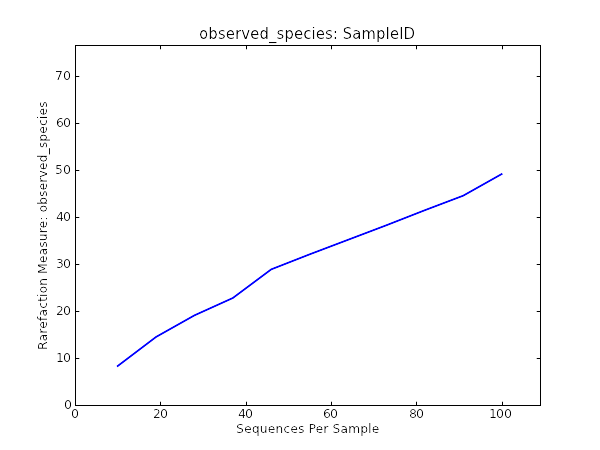 observed_species: SampleID
Rarefaction Measure: observed_species
70
60
50
40
30
20
10
0
0 20 40 60 80 100
Sequences Per Sample